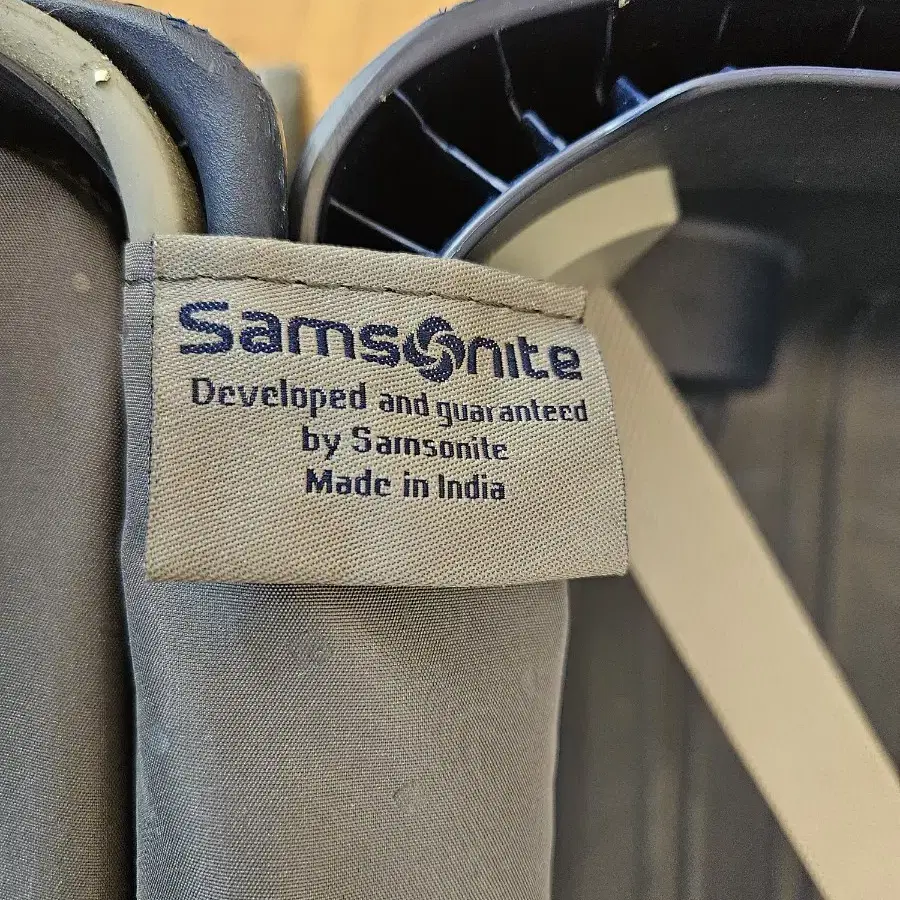 Samsonite
Developed and guaranteed
by Samsonite
Made in India